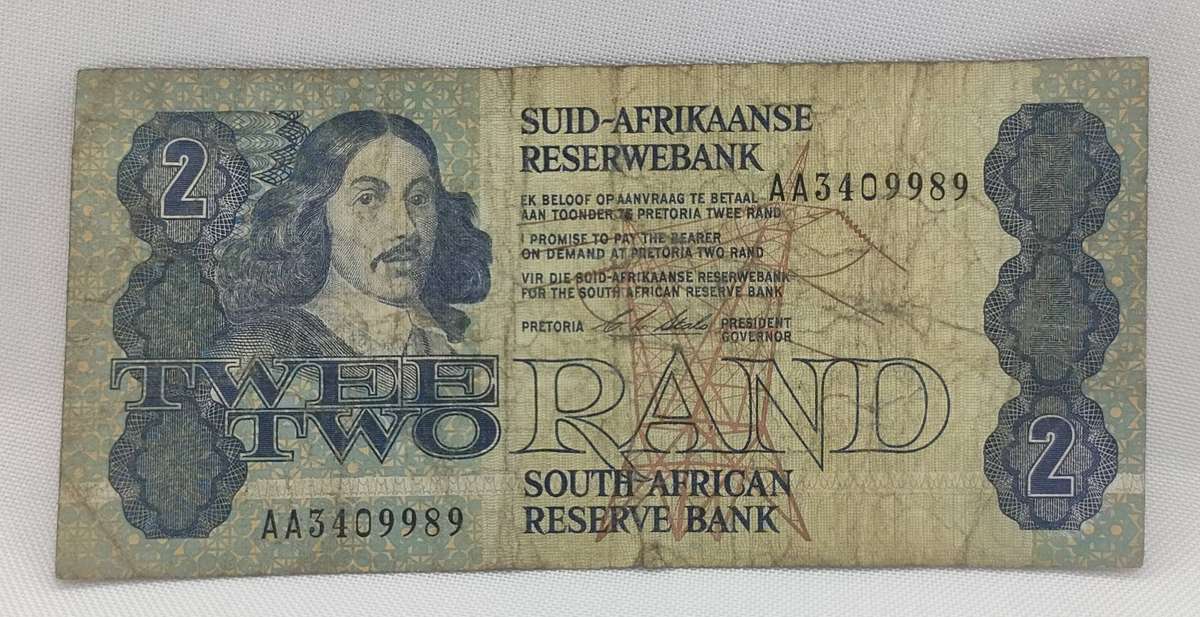 2
SUID-AFRIKAANSE
RESERWEBANK
AA3409989
EK BELOOF OP AANVRAAG TE BETAAL
AAN TOONDER TE PRETORIA TWEE RAND
I PROMISE TO PAY THE BEARER
ON DEMAND AT PRETORIA TWO RAND
VIR DIE SUID-AFRIKAANSE RESERWEBANK
FOR THE SOUTH AFRICAN RESERVE BANK
PRETORIA
PRESIDENT
GOVERNOR
TWEE
TWO
RAND
SOUTH AFRICAN
RESERVE BANK
AA3409989
2